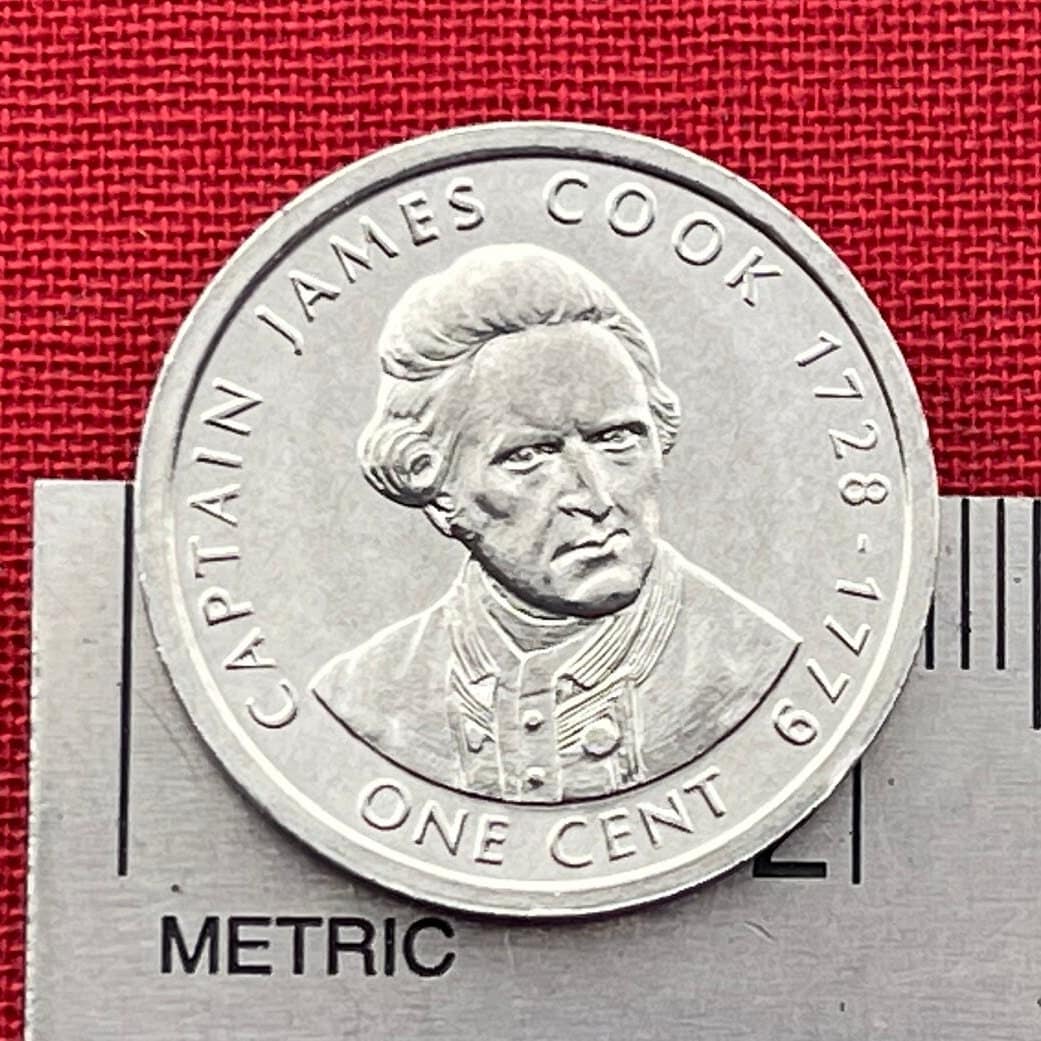 CAPTAIN JAMES COOK 1728-1779
ONE CENT
2
METRIC